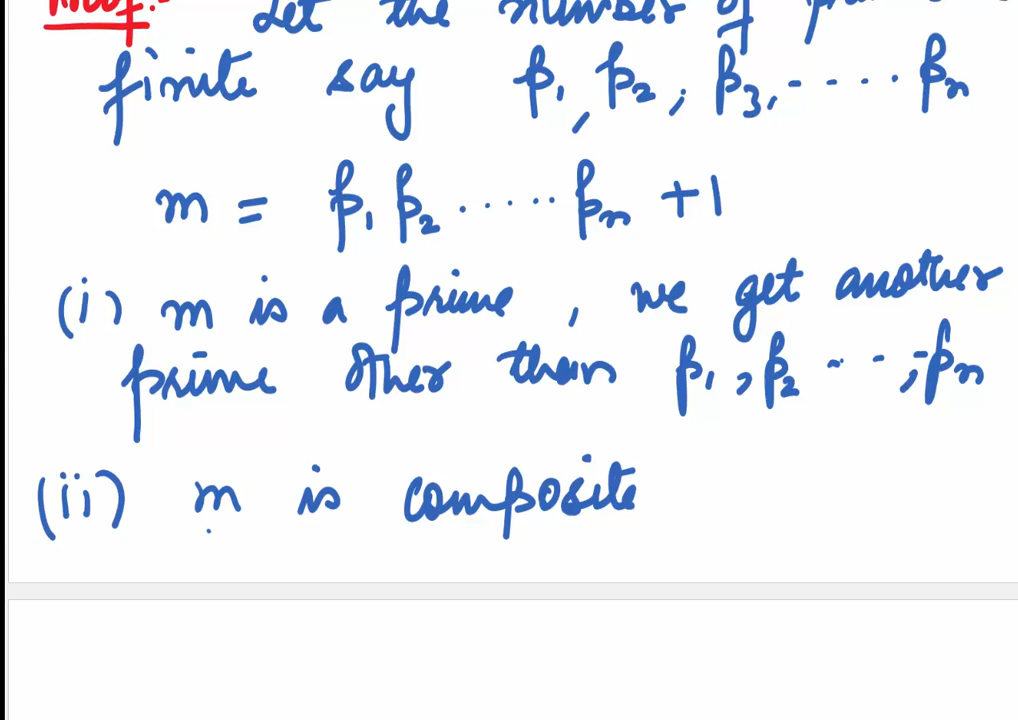 Proof:- Let the number of
finite say p₁, p₂, p₃, ..... pₙ
m = p₁ p₂ ...... pₙ + 1
(i) m is a prime, we get another
prime other than p₁, p₂ ..., pₙ
(ii) m is composite